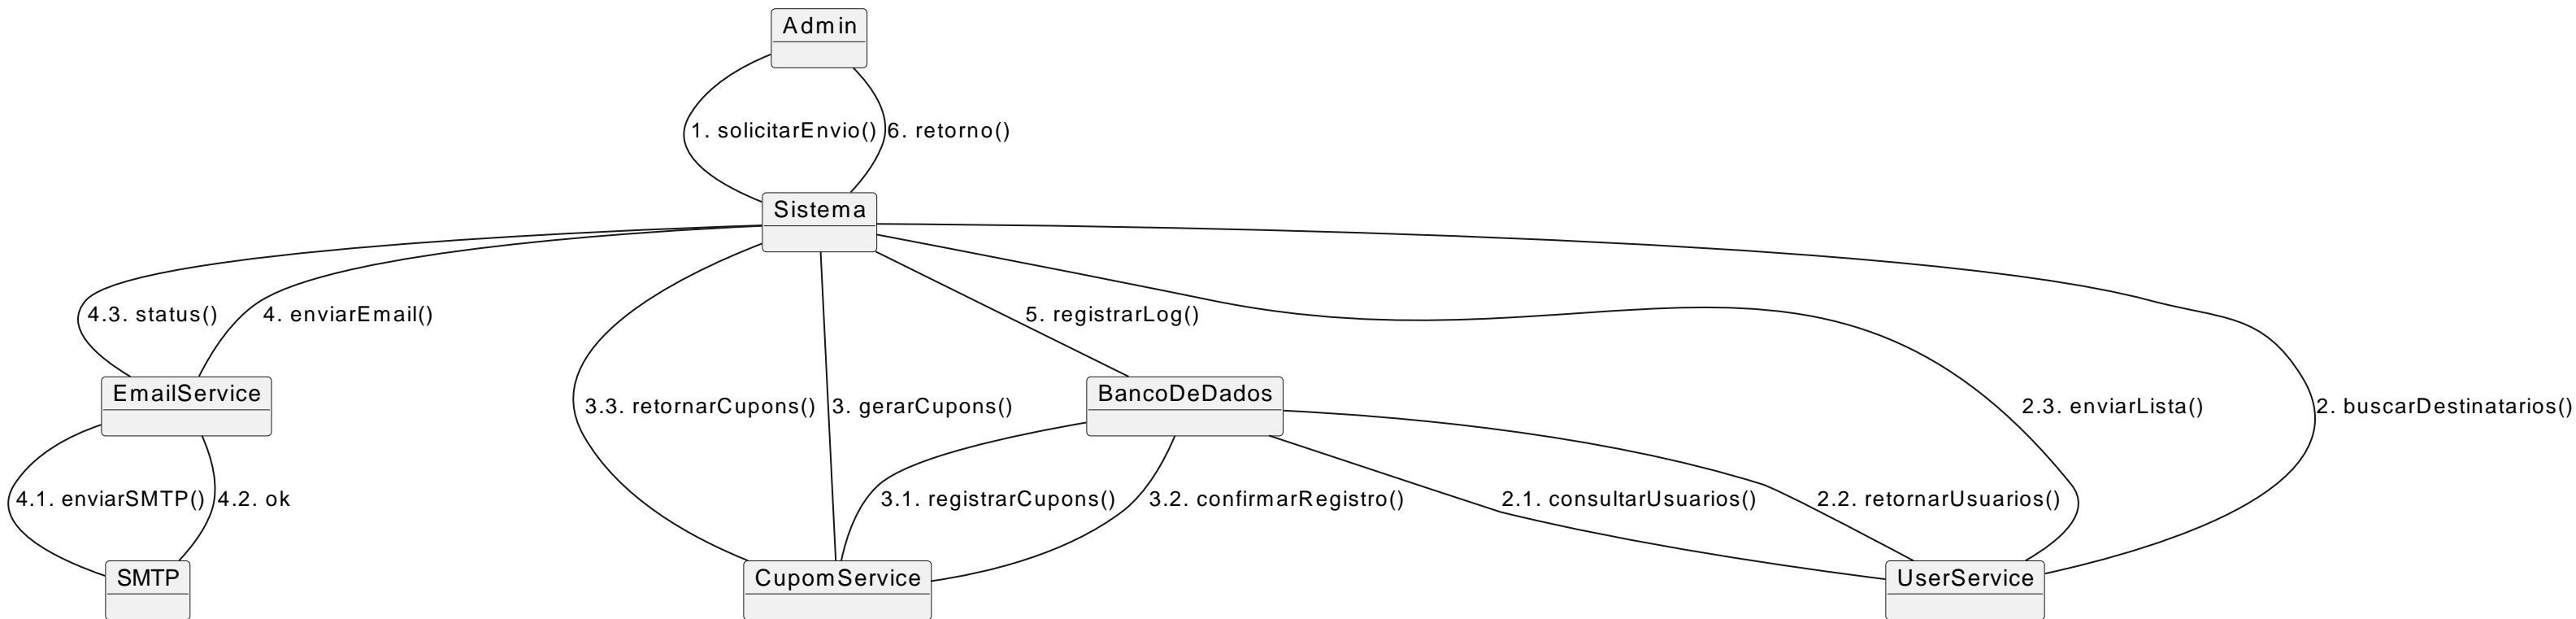 Admin
1. solicitarEnvio()
6. retorno()
Sistema
4.3. status()
4. enviarEmail()
5. registrarLog()
EmailService
3.3. retornarCupons()
3. gerarCupons()
BancoDeDados
2.3. enviarLista()
2. buscarDestinatarios()
4.1. enviarSMTP()
4.2. ok
3.1. registrarCupons()
3.2. confirmarRegistro()
2.1. consultarUsuarios()
2.2. retornarUsuarios()
SMTP
CupomService
UserService